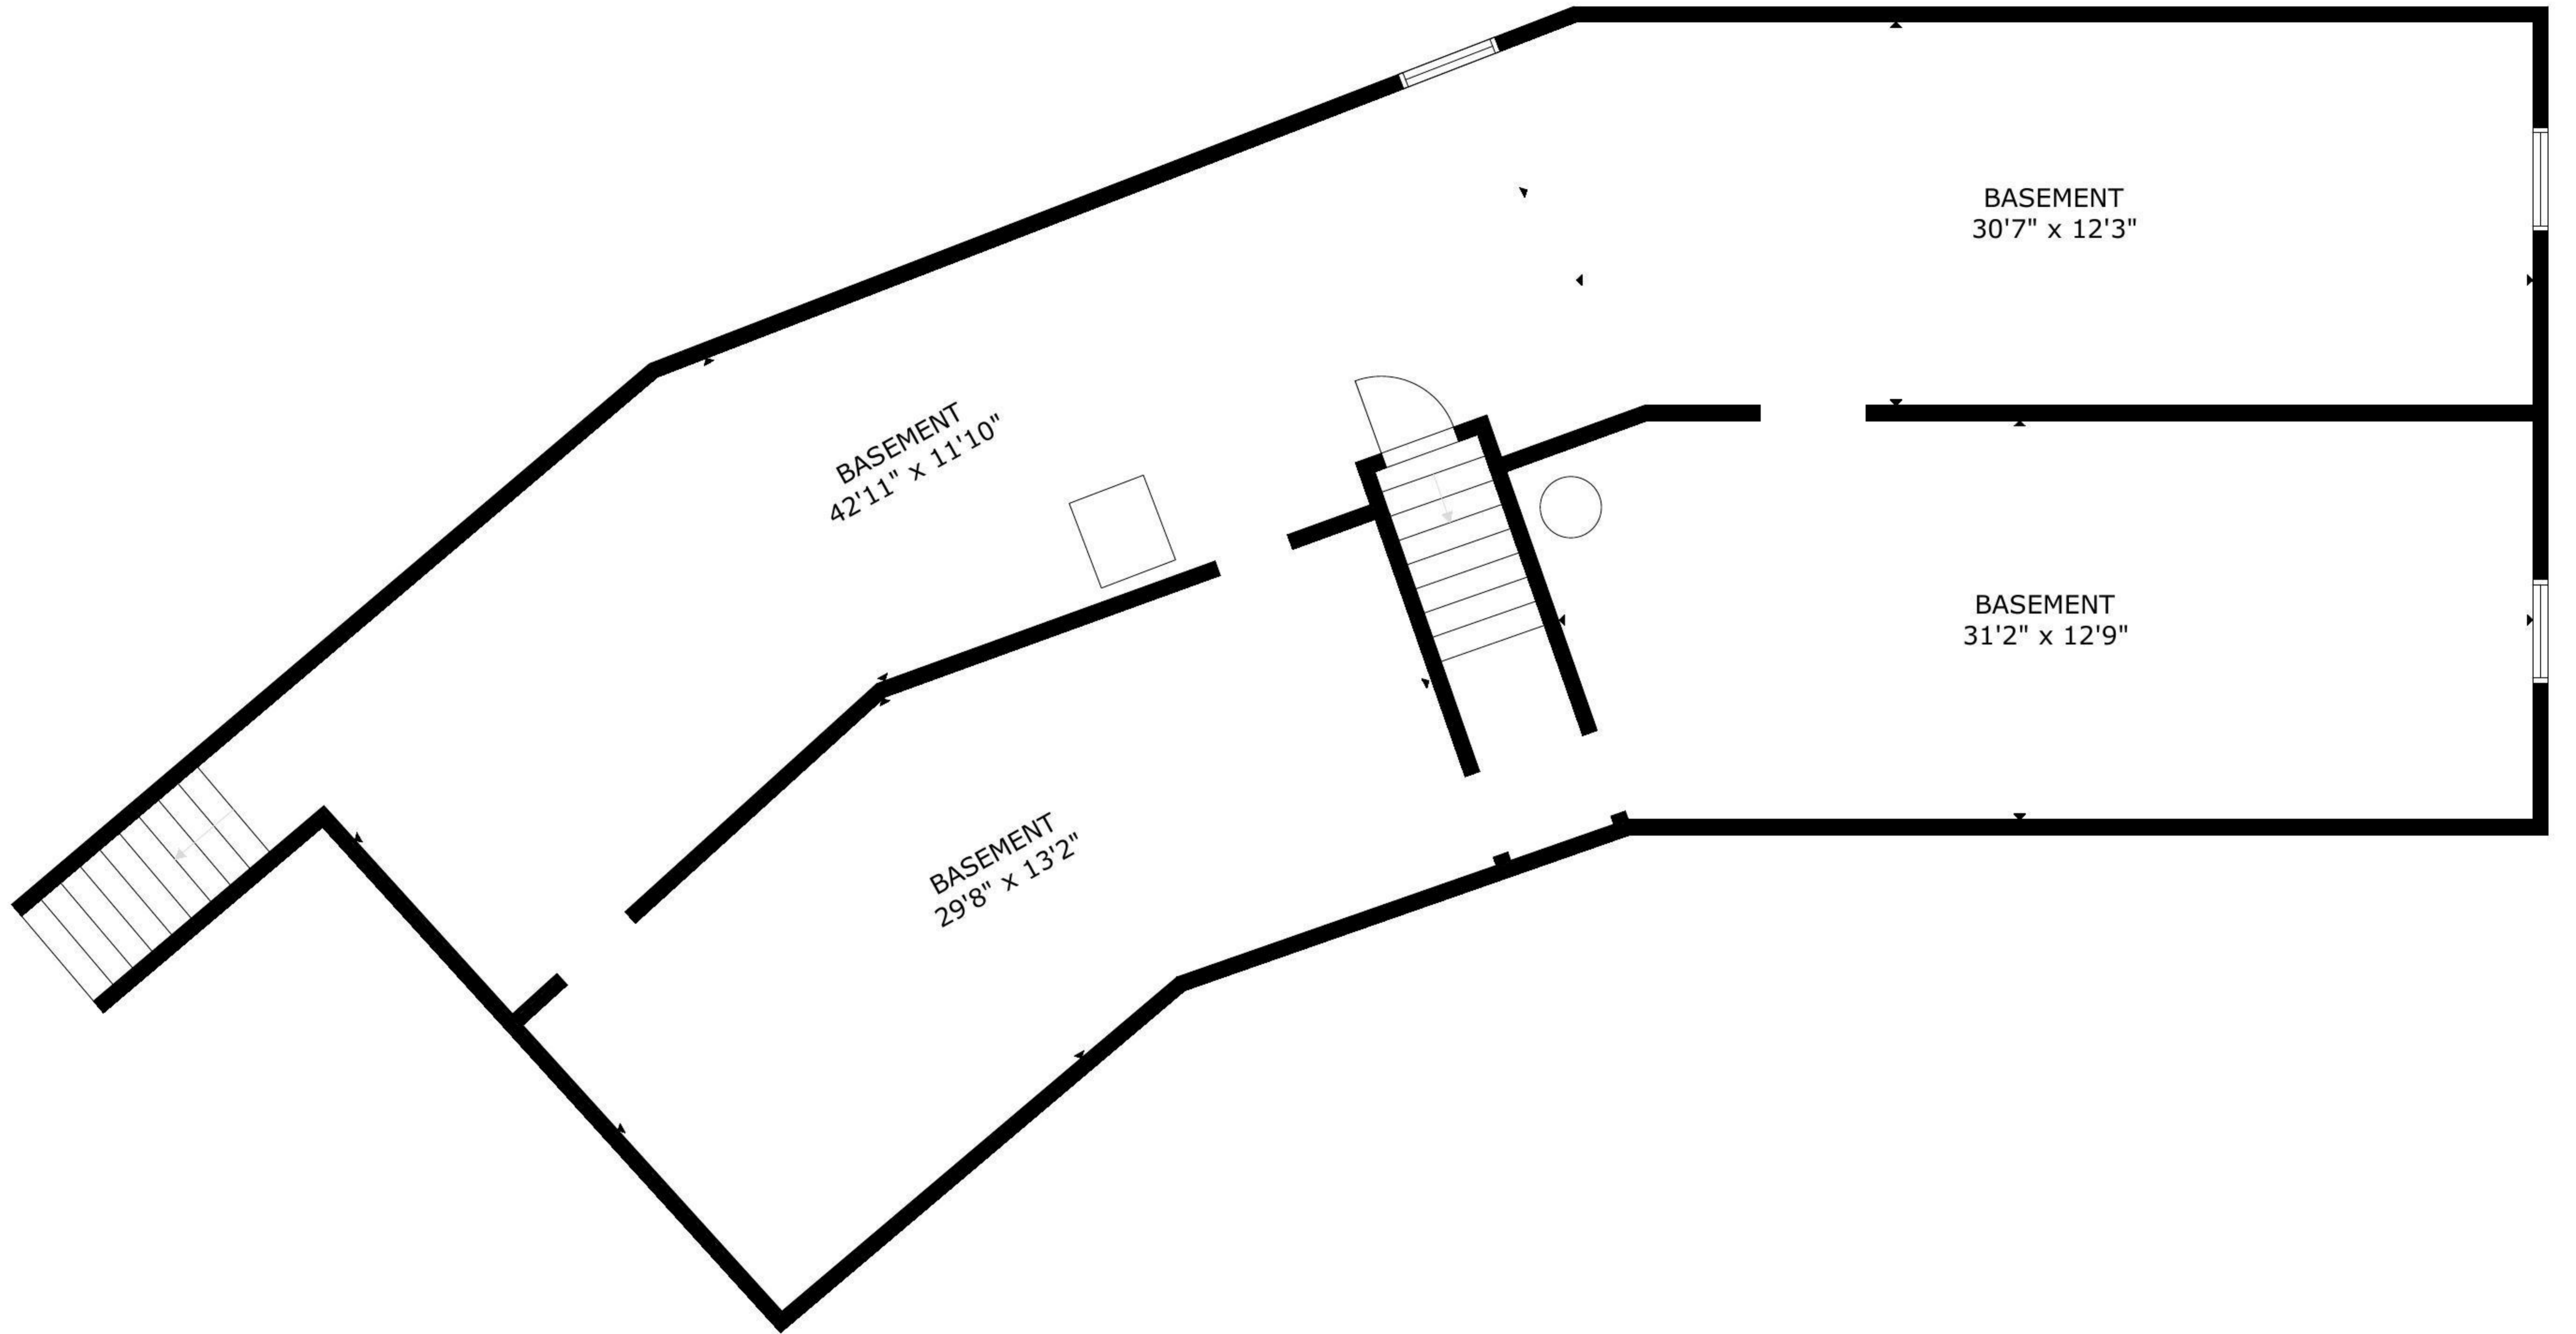 BASEMENT
30'7" x 12'3"
BASEMENT
42'11" x 11'10"
BASEMENT
31'2" x 12'9"
BASEMENT
29'8" x 13'2"